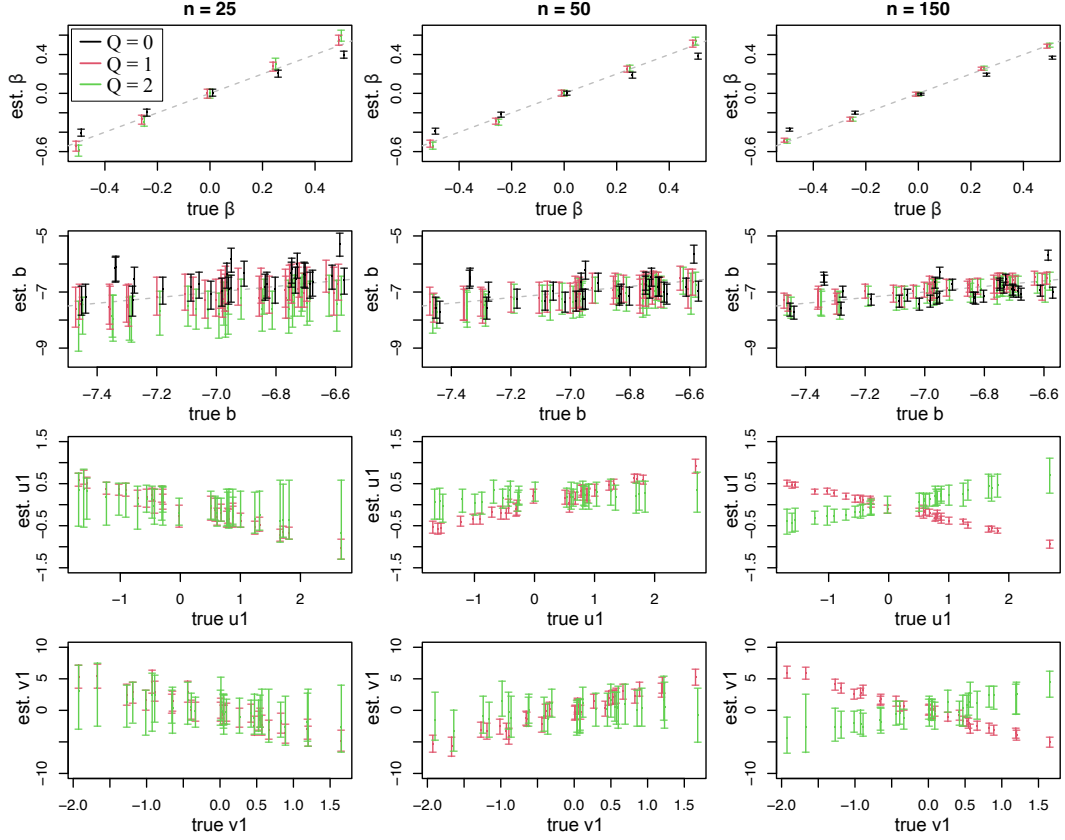 n = 25
n = 50
n = 150
Q = 0
Q = 1
Q = 2
est. β
-0.6 0.0 0.4
−0.4 −0.2 0.0 0.2 0.4
true β
est. β
-0.6 0.0 0.4
−0.4 −0.2 0.0 0.2 0.4
true β
est. β
-0.6 0.0 0.4
−0.4 −0.2 0.0 0.2 0.4
true β
est. b
-9 -7 -5
−7.4 −7.2 −7.0 −6.8 −6.6
true b
est. b
-9 -7 -5
−7.4 −7.2 −7.0 −6.8 −6.6
true b
est. b
-9 -7 -5
−7.4 −7.2 −7.0 −6.8 −6.6
true b
est. u1
-1.5 -0.5 0.5 1.5
−1 0 1 2
true u1
est. u1
-1.5 -0.5 0.5 1.5
−1 0 1 2
true u1
est. u1
-1.5 -0.5 0.5 1.5
−1 0 1 2
true u1
est. v1
-10 0 5 10
−2.0 −1.0 0.0 0.5 1.0 1.5
true v1
est. v1
-10 0 5 10
−2.0 −1.0 0.0 0.5 1.0 1.5
true v1
est. v1
-10 0 5 10
−2.0 −1.0 0.0 0.5 1.0 1.5
true v1